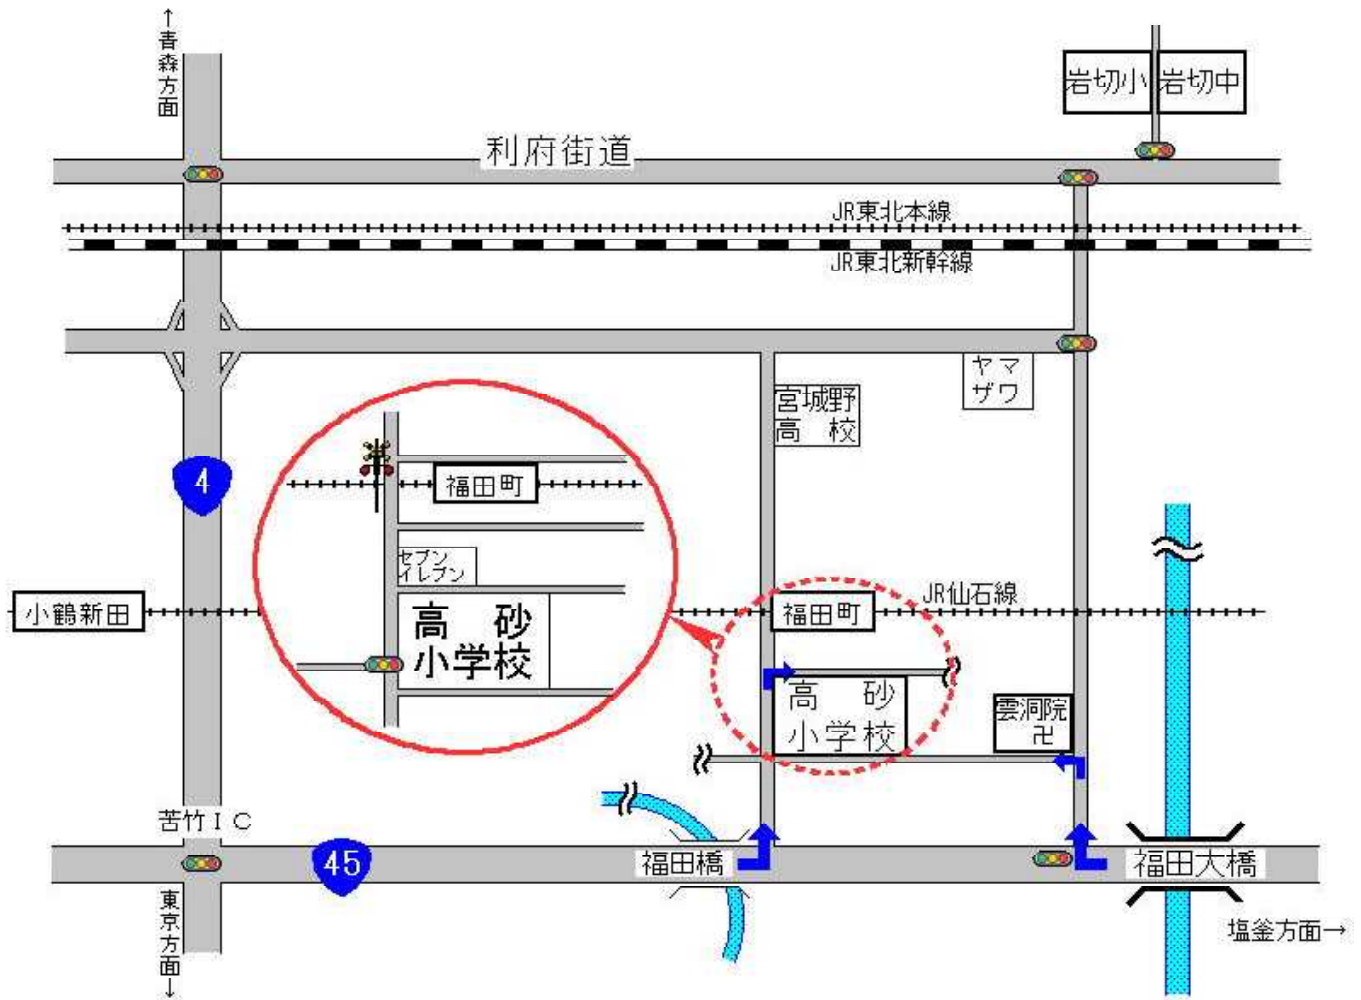 ↑青森方面
岩切小
岩切中
利府街道
JR東北本線
JR東北新幹線
ヤマ
ザワ
宮城野
高 校
4
福田町
セブン
イレブン
高 砂
小学校
小鶴新田
福田町
JR仙石線
高 砂
小学校
雲洞院
卍
苦竹IC
45
福田橋
福田大橋
東京方面↓
塩釜方面→